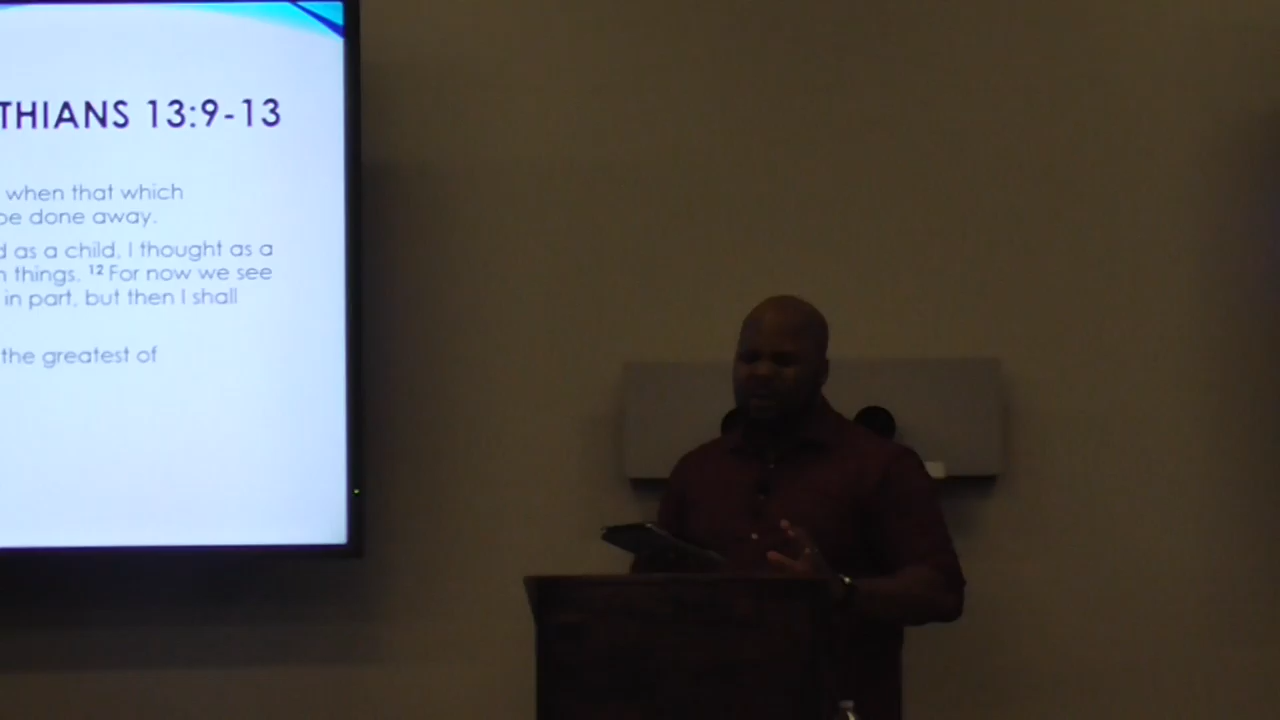 THIANS 13:9-13
when that which
be done away.
d as a child, I thought as a
h things. 12 For now we see
in part, but then I shall
the greatest of